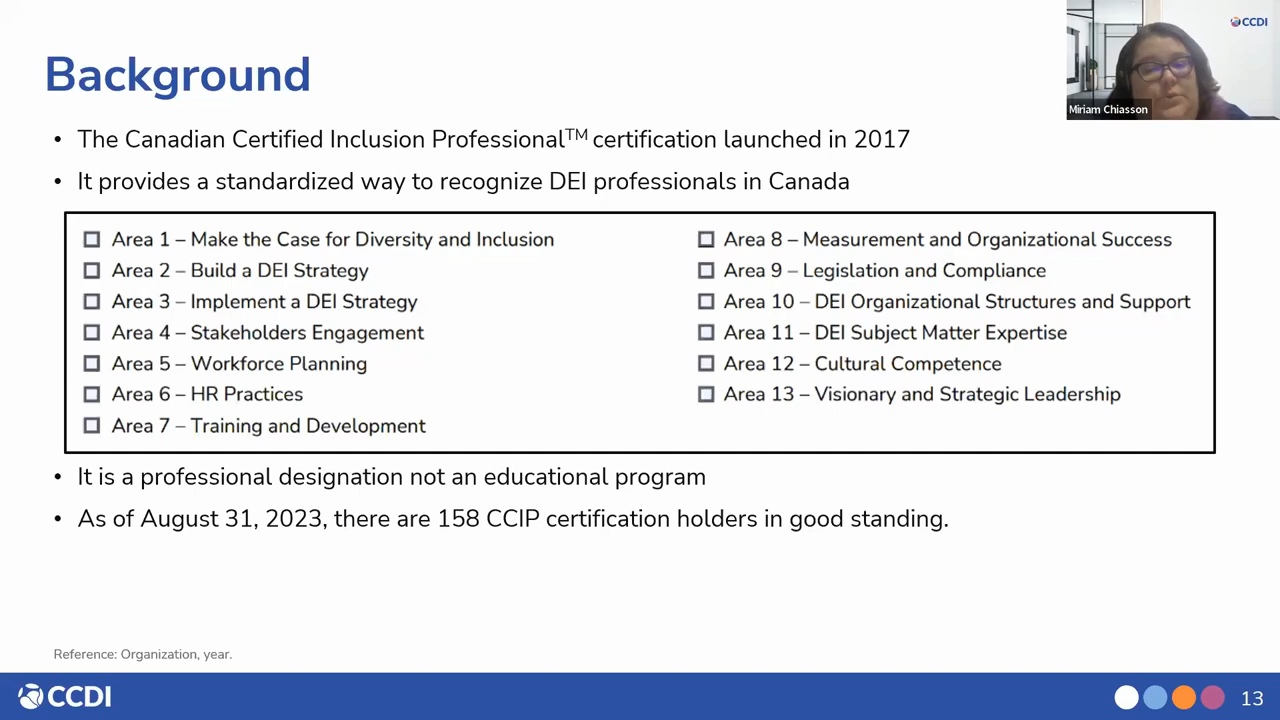 CCDI
Miriam Chiasson
Background
• The Canadian Certified Inclusion Professional™ certification launched in 2017
• It provides a standardized way to recognize DEI professionals in Canada
Area 1 – Make the Case for Diversity and Inclusion
Area 2 – Build a DEI Strategy
Area 3 – Implement a DEI Strategy
Area 4 – Stakeholders Engagement
Area 5 – Workforce Planning
Area 6 – HR Practices
Area 7 – Training and Development
Area 8 – Measurement and Organizational Success
Area 9 – Legislation and Compliance
Area 10 – DEI Organizational Structures and Support
Area 11 – DEI Subject Matter Expertise
Area 12 – Cultural Competence
Area 13 – Visionary and Strategic Leadership
• It is a professional designation not an educational program
• As of August 31, 2023, there are 158 CCIP certification holders in good standing.
Reference: Organization, year.
CCDI
13